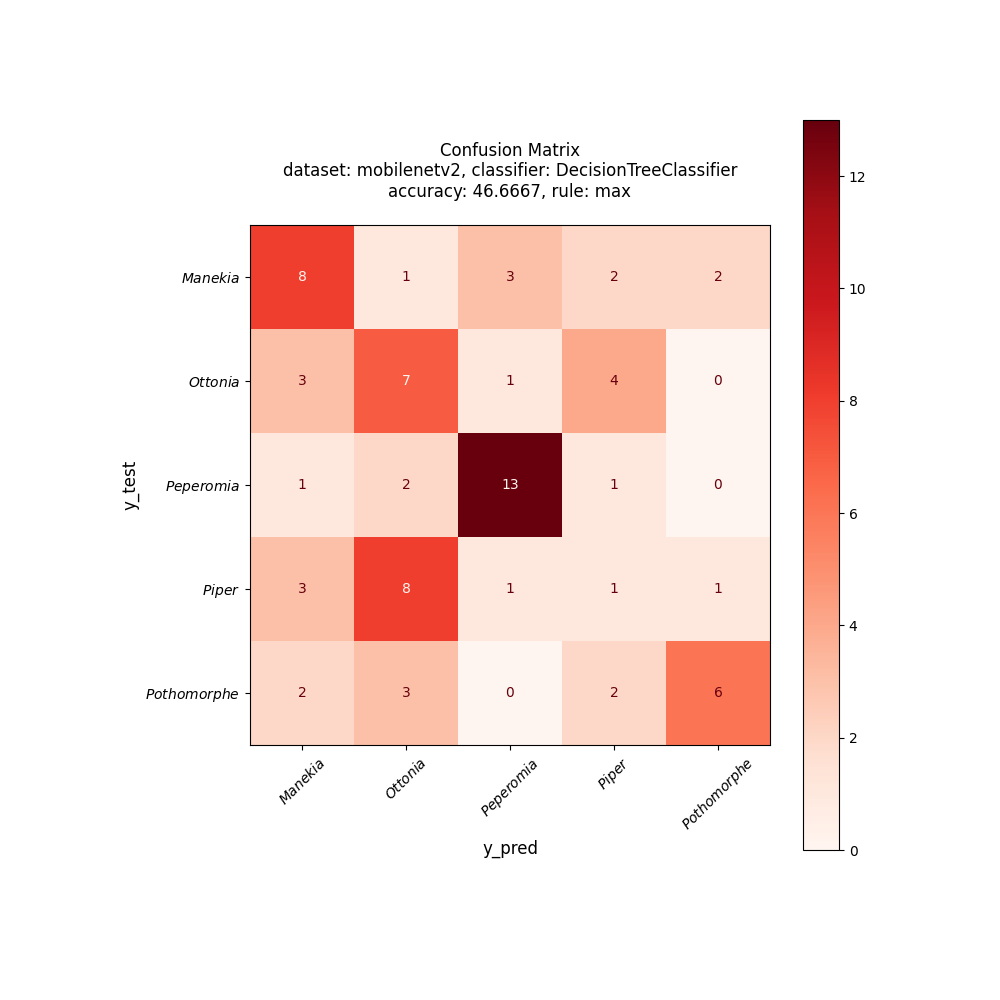 Confusion Matrix
dataset: mobilenetv2, classifier: DecisionTreeClassifier
accuracy: 46.6667, rule: max
y_test
Manekia 8 1 3 2 2
Ottonia 3 7 1 4 0
Peperomia 1 2 13 1 0
Piper 3 8 1 1 1
Pothomorphe 2 3 0 2 6
Manekia Ottonia Peperomia Piper Pothomorphe
y_pred
12
10
8
6
4
2
0